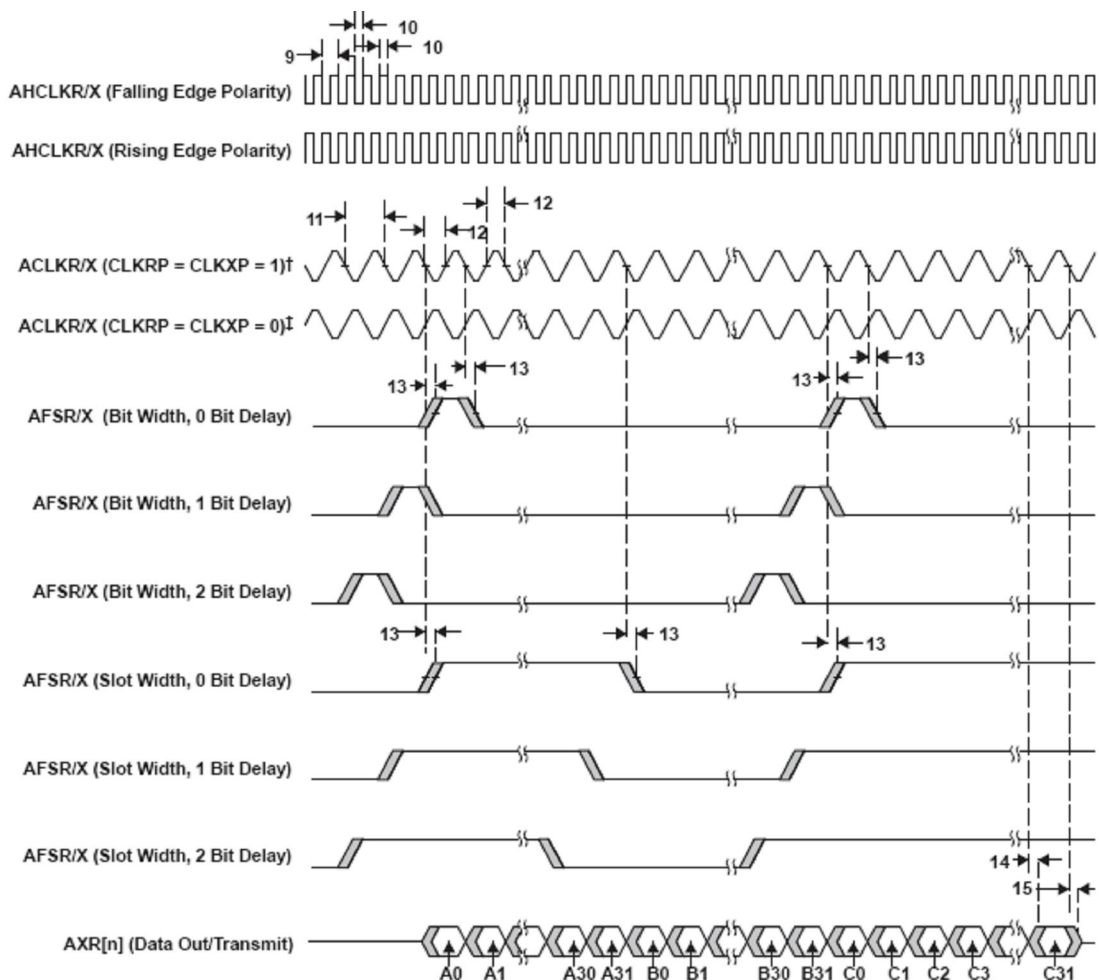 10
10
9
AHCLKR/X (Falling Edge Polarity)
AHCLKR/X (Rising Edge Polarity)
12
11
12
ACLKR/X (CLKRP = CLKXP = 1)†
ACLKR/X (CLKRP = CLKXP = 0)‡
13
13
13
13
AFSR/X (Bit Width, 0 Bit Delay)
AFSR/X (Bit Width, 1 Bit Delay)
AFSR/X (Bit Width, 2 Bit Delay)
13
13
13
AFSR/X (Slot Width, 0 Bit Delay)
AFSR/X (Slot Width, 1 Bit Delay)
AFSR/X (Slot Width, 2 Bit Delay)
14
15
AXR[n] (Data Out/Transmit)
A0 A1 A30 A31 B0 B1 B30 B31 C0 C1 C2 C3 C31